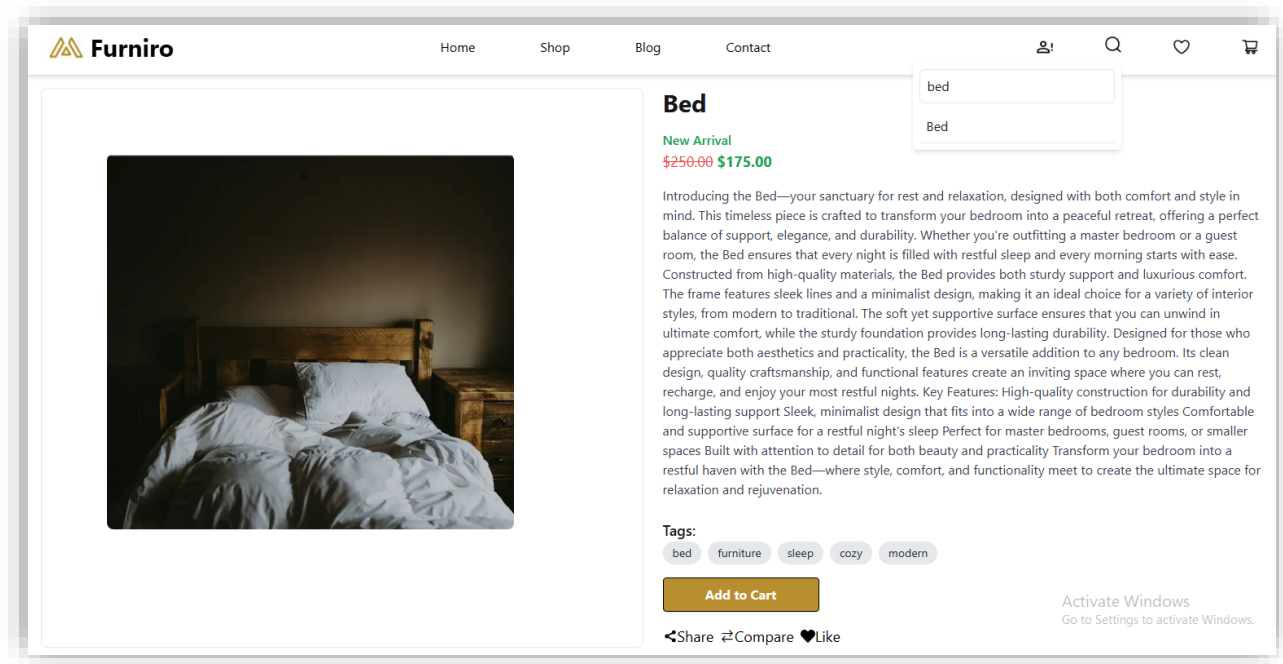 Furniro
Home Shop Blog Contact
bed
Bed
Bed
New Arrival
$250.00 $175.00
Introducing the Bed—your sanctuary for rest and relaxation, designed with both comfort and style in
mind. This timeless piece is crafted to transform your bedroom into a peaceful retreat, offering a perfect
balance of support, elegance, and durability. Whether you're outfitting a master bedroom or a guest
room, the Bed ensures that every night is filled with restful sleep and every morning starts with ease.
Constructed from high-quality materials, the Bed provides both sturdy support and luxurious comfort.
The frame features sleek lines and a minimalist design, making it an ideal choice for a variety of interior
styles, from modern to traditional. The soft yet supportive surface ensures that you can unwind in
ultimate comfort, while the sturdy foundation provides long-lasting durability. Designed for those who
appreciate both aesthetics and practicality, the Bed is a versatile addition to any bedroom. Its clean
design, quality craftsmanship, and functional features create an inviting space where you can rest,
recharge, and enjoy your most restful nights. Key Features: High-quality construction for durability and
long-lasting support Sleek, minimalist design that fits into a wide range of bedroom styles Comfortable
and supportive surface for a restful night's sleep Perfect for master bedrooms, guest rooms, or smaller
spaces Built with attention to detail for both beauty and practicality Transform your bedroom into a
restful haven with the Bed—where style, comfort, and functionality meet to create the ultimate space for
relaxation and rejuvenation.
Tags:
bed furniture sleep cozy modern
Add to Cart
Share Compare Like
Activate Windows
Go to Settings to activate Windows.